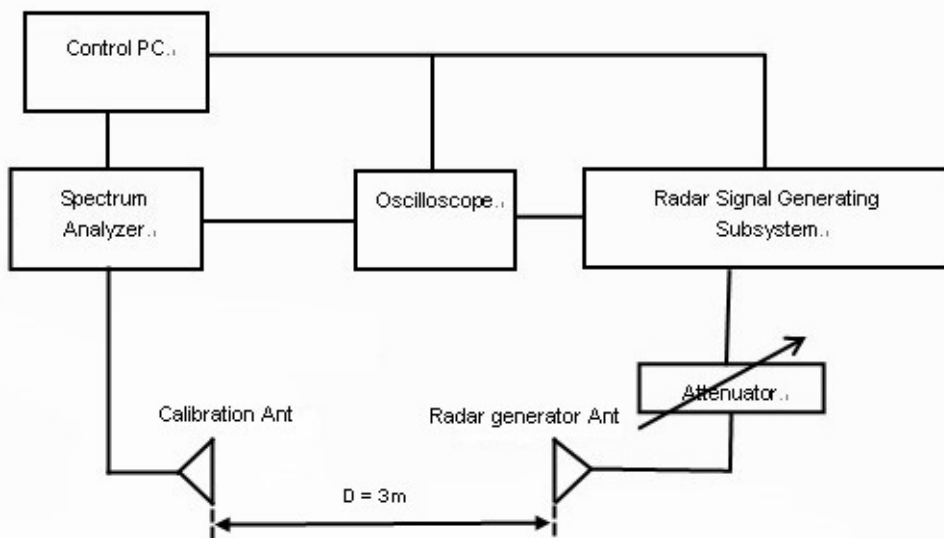 Control PC.
Spectrum
Analyzer.
Oscilloscope.
Radar Signal Generating
Subsystem.
Attenuator.
Calibration Ant
Radar generator Ant
D = 3m